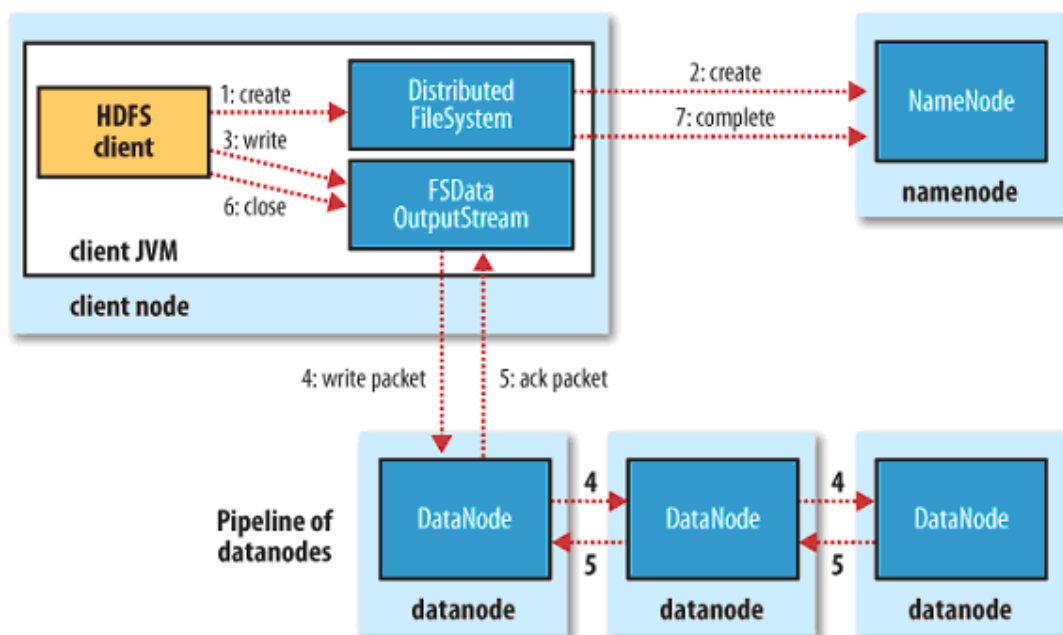 HDFS
client
1: create
3: write
6: close
Distributed
FileSystem
FSData
OutputStream
client JVM
client node
2: create
7: complete
NameNode
namenode
4: write packet
5: ack packet
Pipeline of
datanodes
DataNode
4
5
DataNode
4
5
DataNode
datanode
datanode
datanode